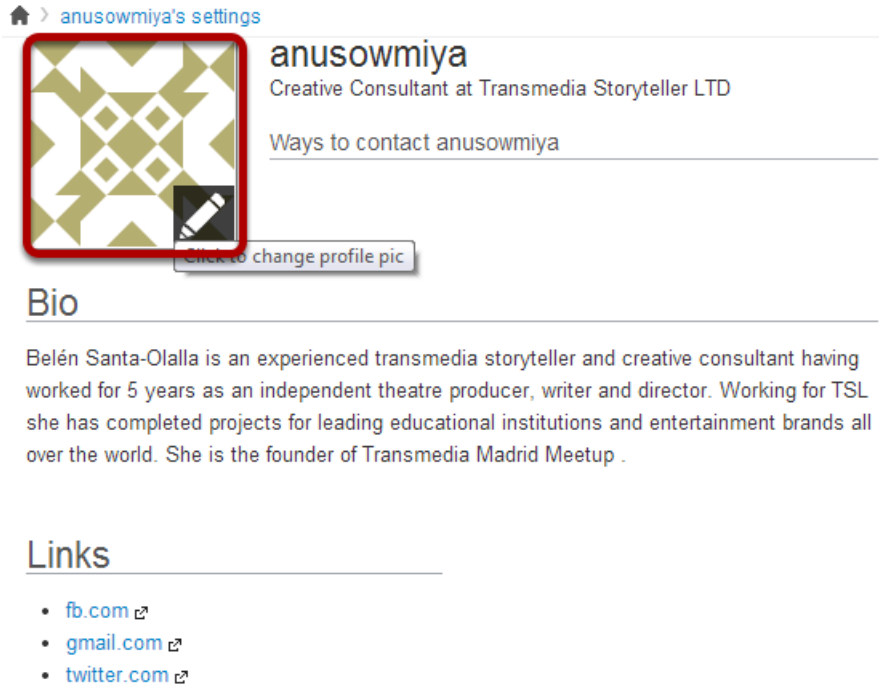 anusowmiya's settings
anusowmiya
Creative Consultant at Transmedia Storyteller LTD
Ways to contact anusowmiya
Click to change profile pic
Bio
Belén Santa-Olalla is an experienced transmedia storyteller and creative consultant having
worked for 5 years as an independent theatre producer, writer and director. Working for TSL
she has completed projects for leading educational institutions and entertainment brands all
over the world. She is the founder of Transmedia Madrid Meetup .
Links
• fb.com
• gmail.com
• twitter.com